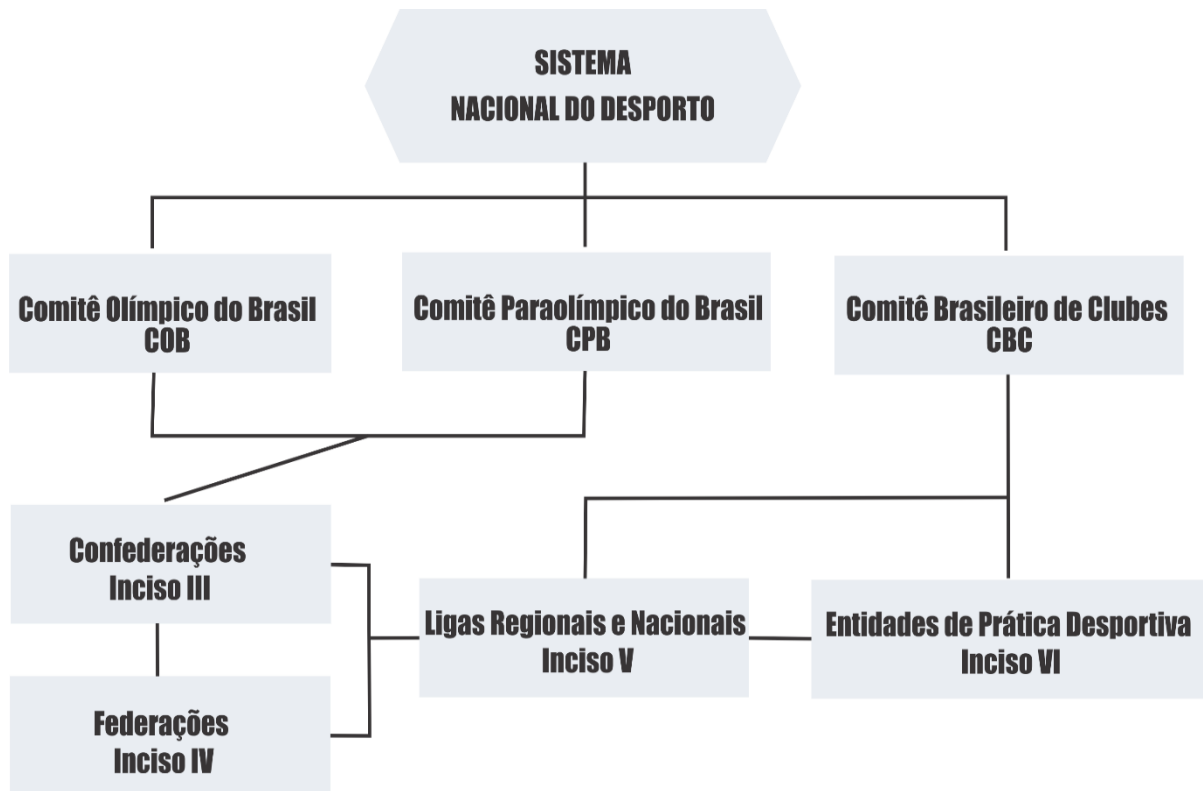 SISTEMA
NACIONAL DO DESPORTO
Comitê Olímpico do Brasil
COB
Comitê Paraolímpico do Brasil
CPB
Comitê Brasileiro de Clubes
CBC
Confederações
Inciso III
Ligas Regionais e Nacionais
Inciso V
Entidades de Prática Desportiva
Inciso VI
Federações
Inciso IV